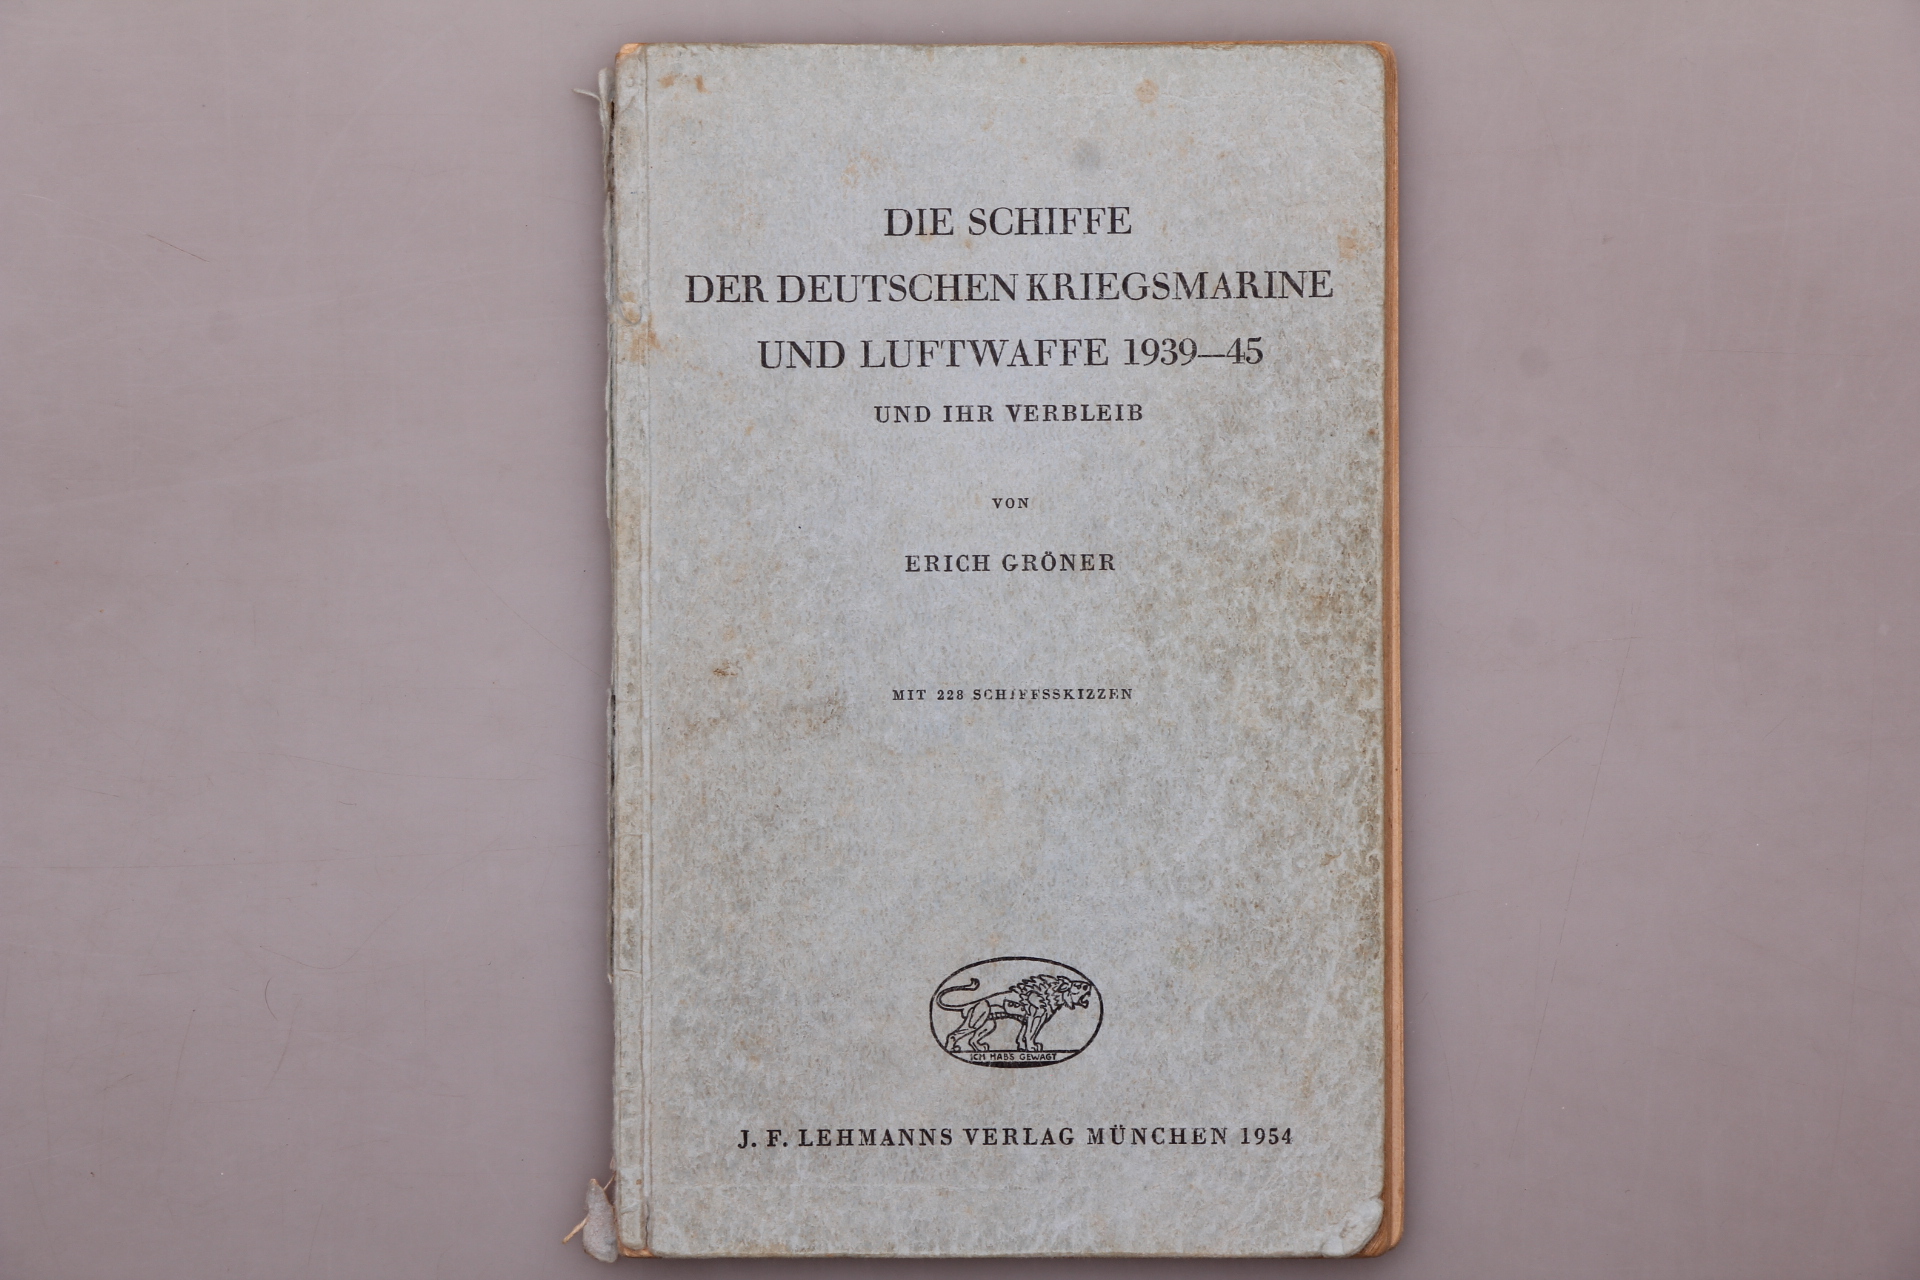 DIE SCHIFFE
DER DEUTSCHEN KRIEGSMARINE
UND LUFTWAFFE 1939—45
UND IHR VERBLEIB
VON
ERICH GRÖNER
MIT 228 SCHIFFSSKIZZEN
ICH HAB'S GEWAGT
J. F. LEHMANNS VERLAG MÜNCHEN 1954